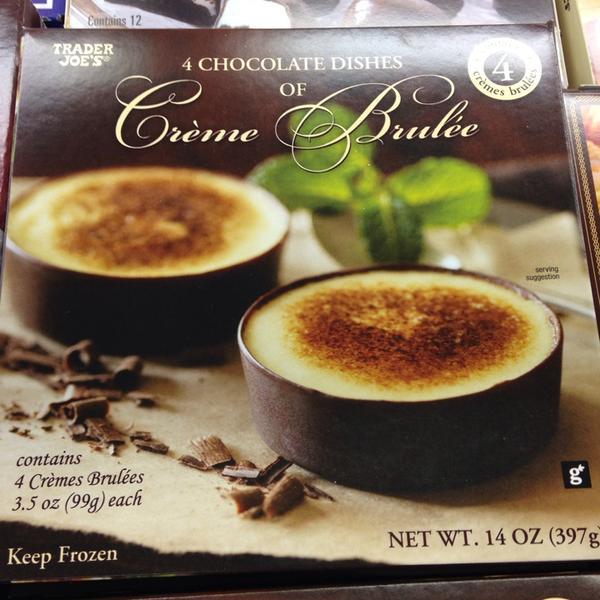 Contains 12
TRADER
JOE'S®
4 CHOCOLATE DISHES
OF
Crème Brulée
4
crèmes brulées
serving
suggestion
contains
4 Crèmes Brulées
3.5 oz (99g) each
g
NET WT. 14 OZ (397g)
Keep Frozen